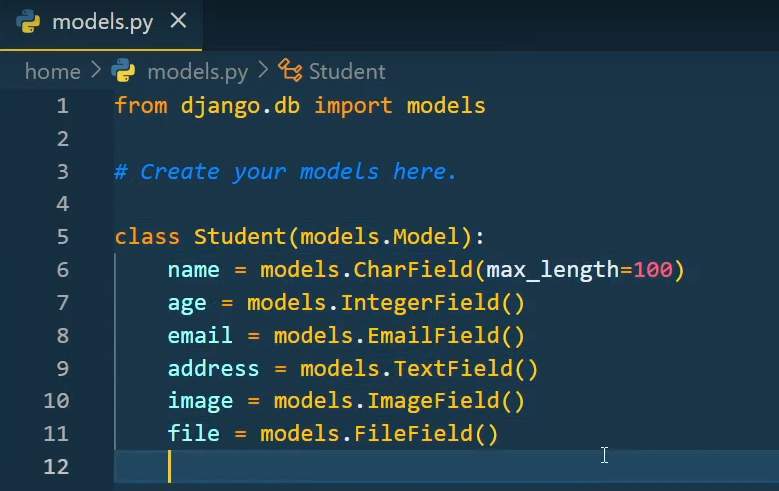 models.py
home > models.py > Student
1 from django.db import models
2
3 # Create your models here.
4
5 class Student(models.Model):
6     name = models.CharField(max_length=100)
7     age = models.IntegerField()
8     email = models.EmailField()
9     address = models.TextField()
10     image = models.ImageField()
11     file = models.FileField()
12